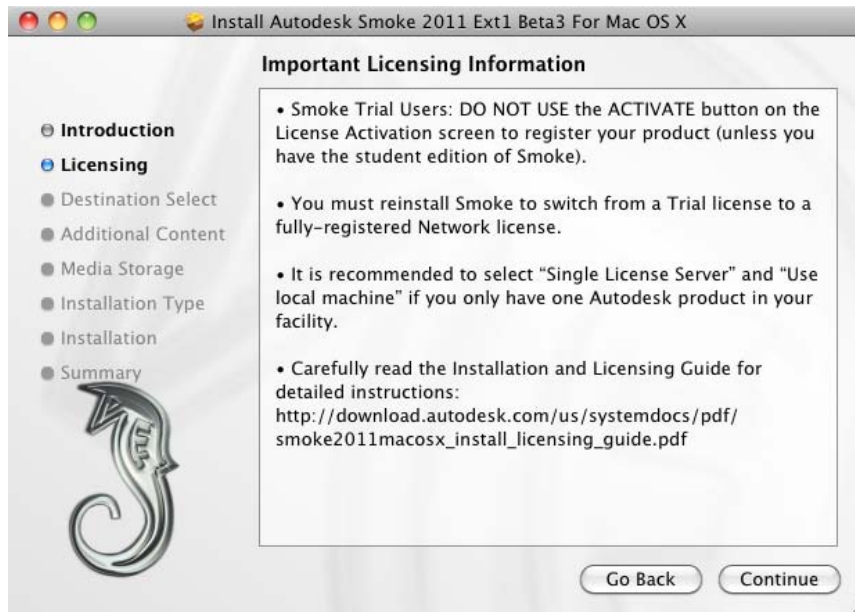 Install Autodesk Smoke 2011 Ext1 Beta3 For Mac OS X
Important Licensing Information
Introduction
Licensing
Destination Select
Additional Content
Media Storage
Installation Type
Installation
Summary
• Smoke Trial Users: DO NOT USE the ACTIVATE button on the
License Activation screen to register your product (unless you
have the student edition of Smoke).
• You must reinstall Smoke to switch from a Trial license to a
fully-registered Network license.
• It is recommended to select “Single License Server” and “Use
local machine” if you only have one Autodesk product in your
facility.
• Carefully read the Installation and Licensing Guide for
detailed instructions:
http://download.autodesk.com/us/systemdocs/pdf/
smoke2011macosx_install_licensing_guide.pdf
Go Back
Continue